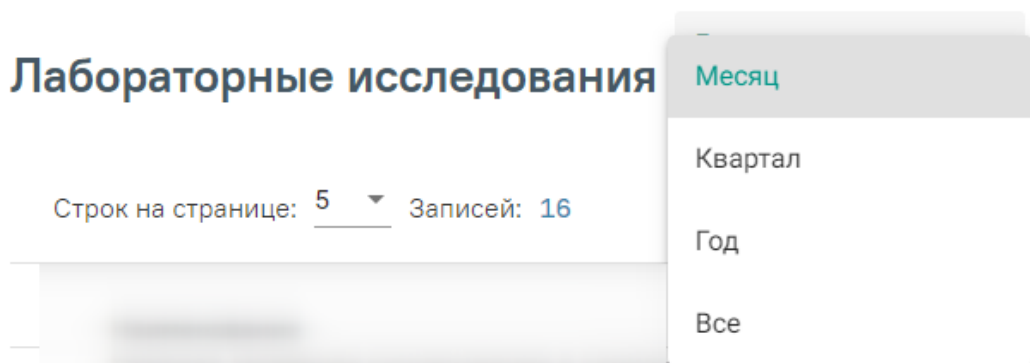 Лабораторные исследования
Месяц
Квартал
Год
Все
Строк на странице: 5 Записей: 16